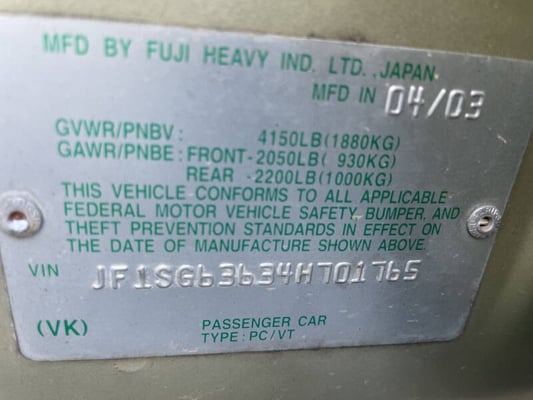 MFD BY FUJI HEAVY IND. LTD. JAPAN.
MFD IN 04/03
GVWR/PNBV: 4150LB(1880KG)
GAWR/PNBE: FRONT-2050LB( 930KG)
REAR -2200LB(1000KG)
THIS VEHICLE CONFORMS TO ALL APPLICABLE
FEDERAL MOTOR VEHICLE SAFETY, BUMPER, AND
THEFT PREVENTION STANDARDS IN EFFECT ON
THE DATE OF MANUFACTURE SHOWN ABOVE.
VIN JF1SG63634H701765
(VK) PASSENGER CAR
TYPE: PC/VT